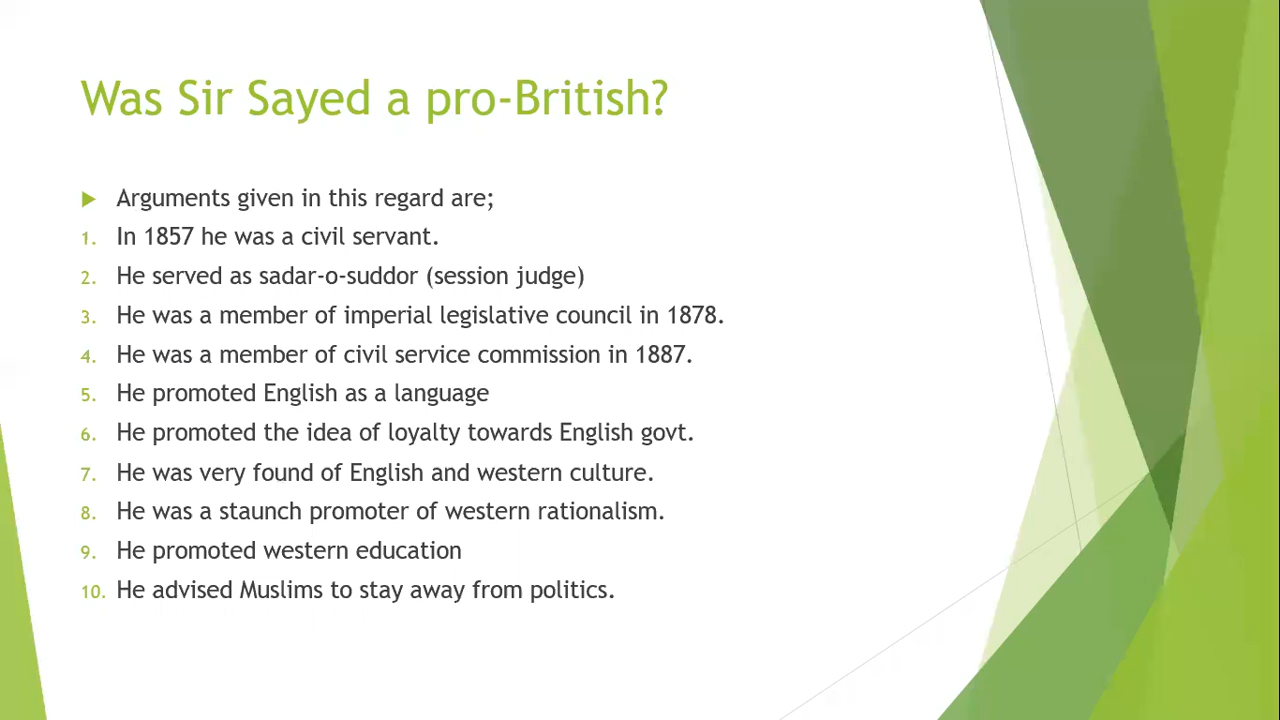 Was Sir Sayed a pro-British?
Arguments given in this regard are;
1. In 1857 he was a civil servant.
2. He served as sadar-o-suddor (session judge)
3. He was a member of imperial legislative council in 1878.
4. He was a member of civil service commission in 1887.
5. He promoted English as a language
6. He promoted the idea of loyalty towards English govt.
7. He was very found of English and western culture.
8. He was a staunch promoter of western rationalism.
9. He promoted western education
10. He advised Muslims to stay away from politics.